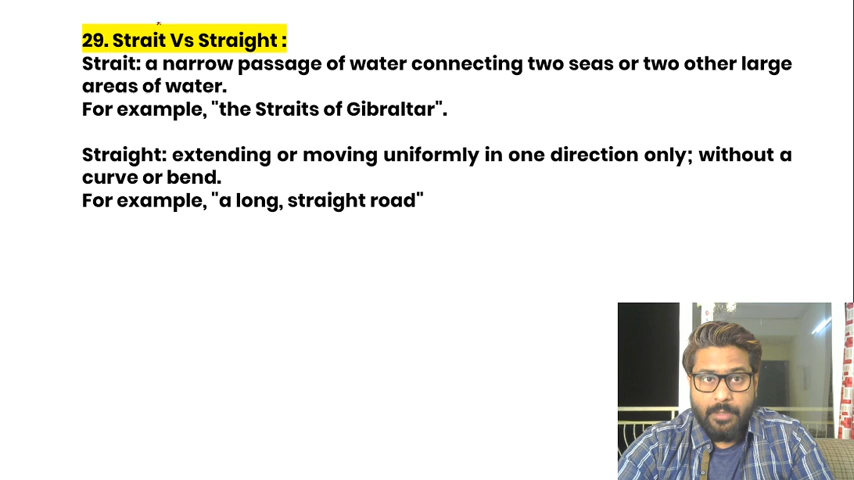 29. Strait Vs Straight :
Strait: a narrow passage of water connecting two seas or two other large
areas of water.
For example, "the Straits of Gibraltar".
Straight: extending or moving uniformly in one direction only; without a
curve or bend.
For example, "a long, straight road"